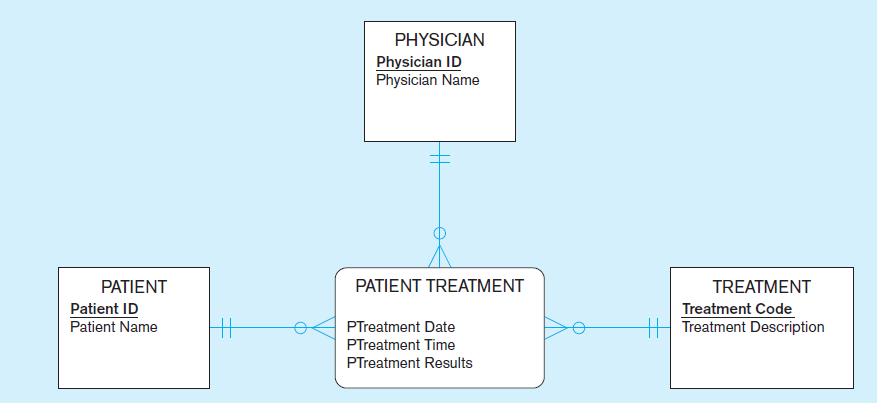 PHYSICIAN
Physician ID
Physician Name
PATIENT
Patient ID
Patient Name
PATIENT TREATMENT
PTreatment Date
PTreatment Time
PTreatment Results
TREATMENT
Treatment Code
Treatment Description